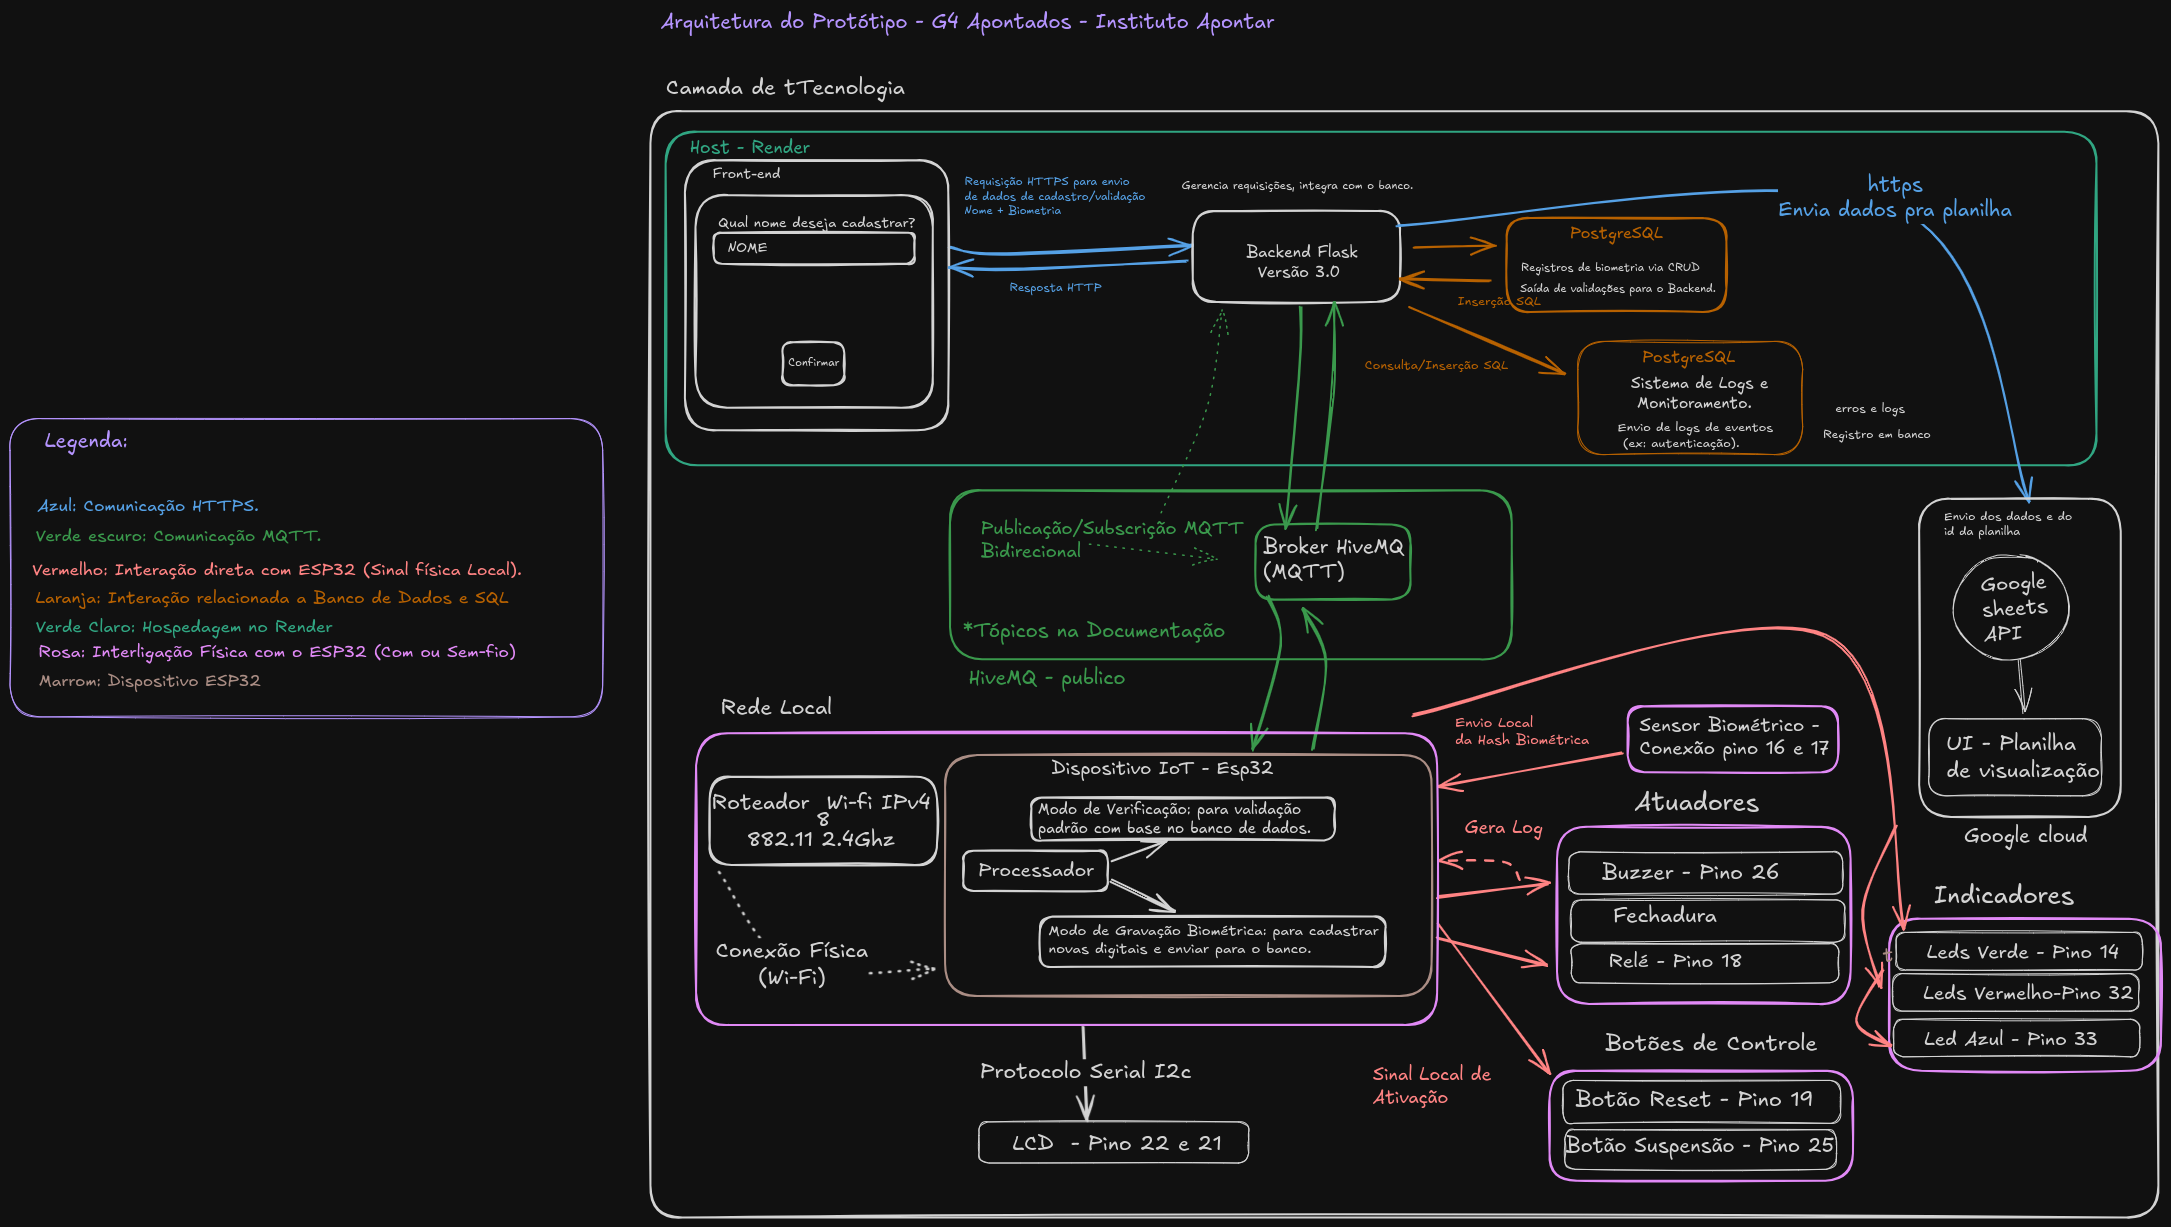 Arquitetura do Protótipo - G4 Apontados - Instituto Apontar
Camada de tTecnologia
Host - Render
Front-end
Qual nome deseja cadastrar?
NOME
Confirmar
Requisição HTTPS para envio
de dados de cadastro/validação
Nome + Biometria
Resposta HTTP
Gerencia requisições, integra com o banco.
Backend Flask
Versão 3.0
PostgreSQL
Registros de biometria via CRUD
Saída de validações para o Backend.
Inserção SQL
Consulta/Inserção SQL
PostgreSQL
Sistema de Logs e
Monitoramento.
Envio de logs de eventos
(ex: autenticação).
erros e logs
Registro em banco
https
Envia dados pra planilha
Legenda:
Azul: Comunicação HTTPS.
Verde escuro: Comunicação MQTT.
Vermelho: Interação direta com ESP32 (Sinal física Local).
Laranja: Interação relacionada a Banco de Dados e SQL
Verde Claro: Hospedagem no Render
Rosa: Interligação Física com o ESP32 (Com ou Sem-fio)
Marrom: Dispositivo ESP32
Publicação/Subscrição MQTT
Bidirecional
Broker HiveMQ
(MQTT)
*Tópicos na Documentação
HiveMQ - publico
Envio dos dados e do
id da planilha
Google
sheets
API
UI - Planilha
de visualização
Google cloud
Rede Local
Roteador Wi-fi IPv4
8
882.11 2.4Ghz
Conexão Física
(Wi-Fi)
Dispositivo IoT - Esp32
Modo de Verificação: para validação
padrão com base no banco de dados.
Processador
Modo de Gravação Biométrica: para cadastrar
novas digitais e enviar para o banco.
Envio Local
da Hash Biométrica
Sensor Biométrico -
Conexão pino 16 e 17
Gera Log
Atuadores
Buzzer - Pino 26
Fechadura
Relé - Pino 18
Indicadores
t
Leds Verde - Pino 14
Leds Vermelho-Pino 32
Led Azul - Pino 33
Botões de Controle
Botão Reset - Pino 19
Botão Suspensão - Pino 25
Sinal Local de
Ativação
Protocolo Serial I2c
LCD - Pino 22 e 21